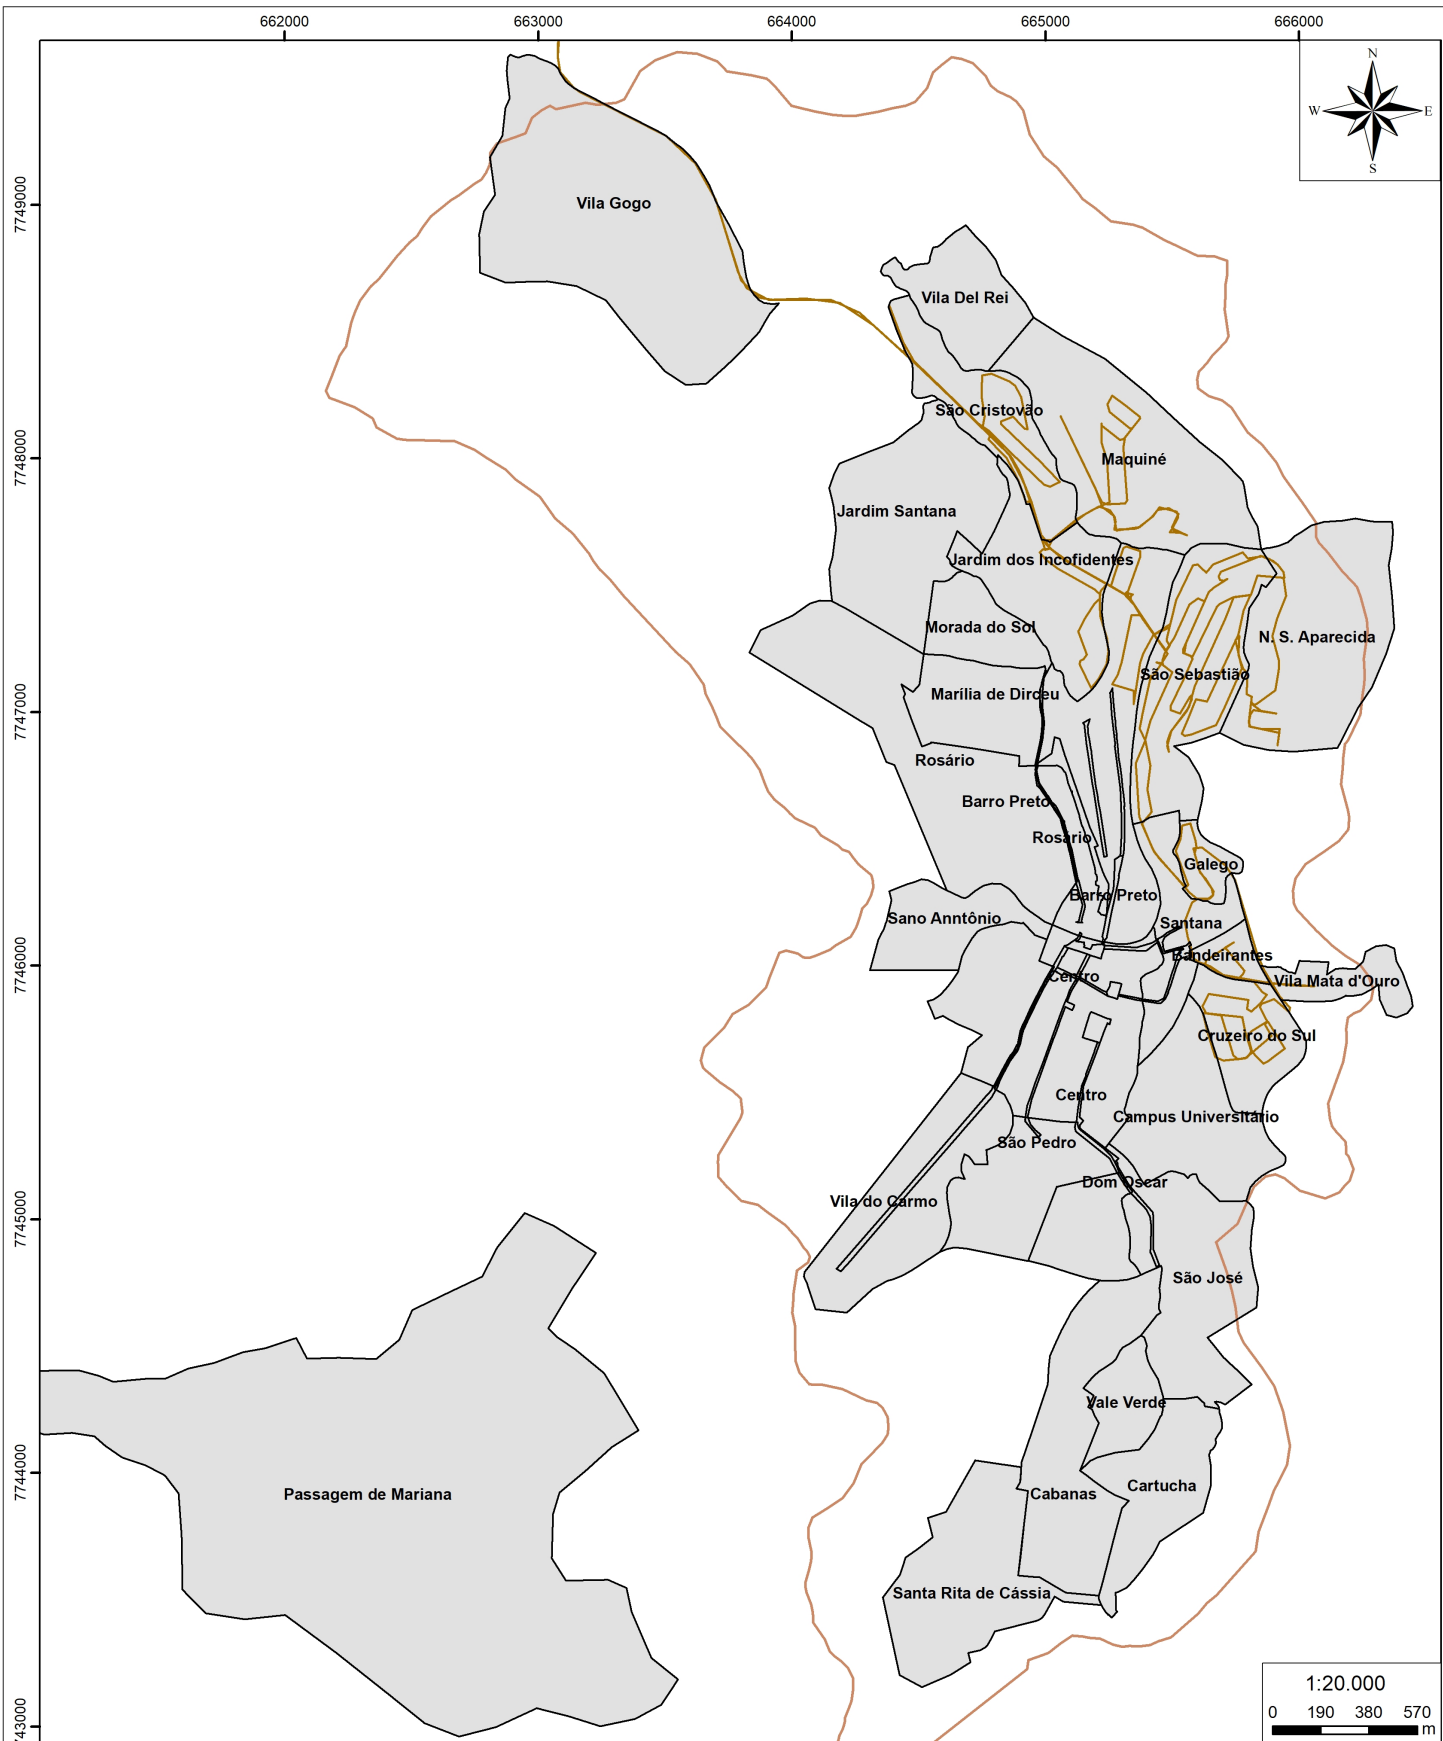 662000 663000 664000 665000 666000
N
W E
S
7749000
Vila Gogo
Vila Del Rei
São Cristovão
7748000
Maquiné
Jardim Santana
Jardim dos Incofidentes
Morada do Sol
N. S. Aparecida
São Sebastião
Marília de Dirceu
7747000
Rosário
Barro Preto
Rosário
Galego
Barro Preto
Sano Anntônio
Santana
7746000
Bandeirantes
Centro
Vila Mata d'Ouro
Cruzeiro do Sul
Centro
Campus Universitário
São Pedro
Dom Oscar
Vila do Carmo
7745000
São José
Vale Verde
7744000
Cartucha
Passagem de Mariana
Cabanas
Santa Rita de Cássia
1:20.000
0 190 380 570
m
43000